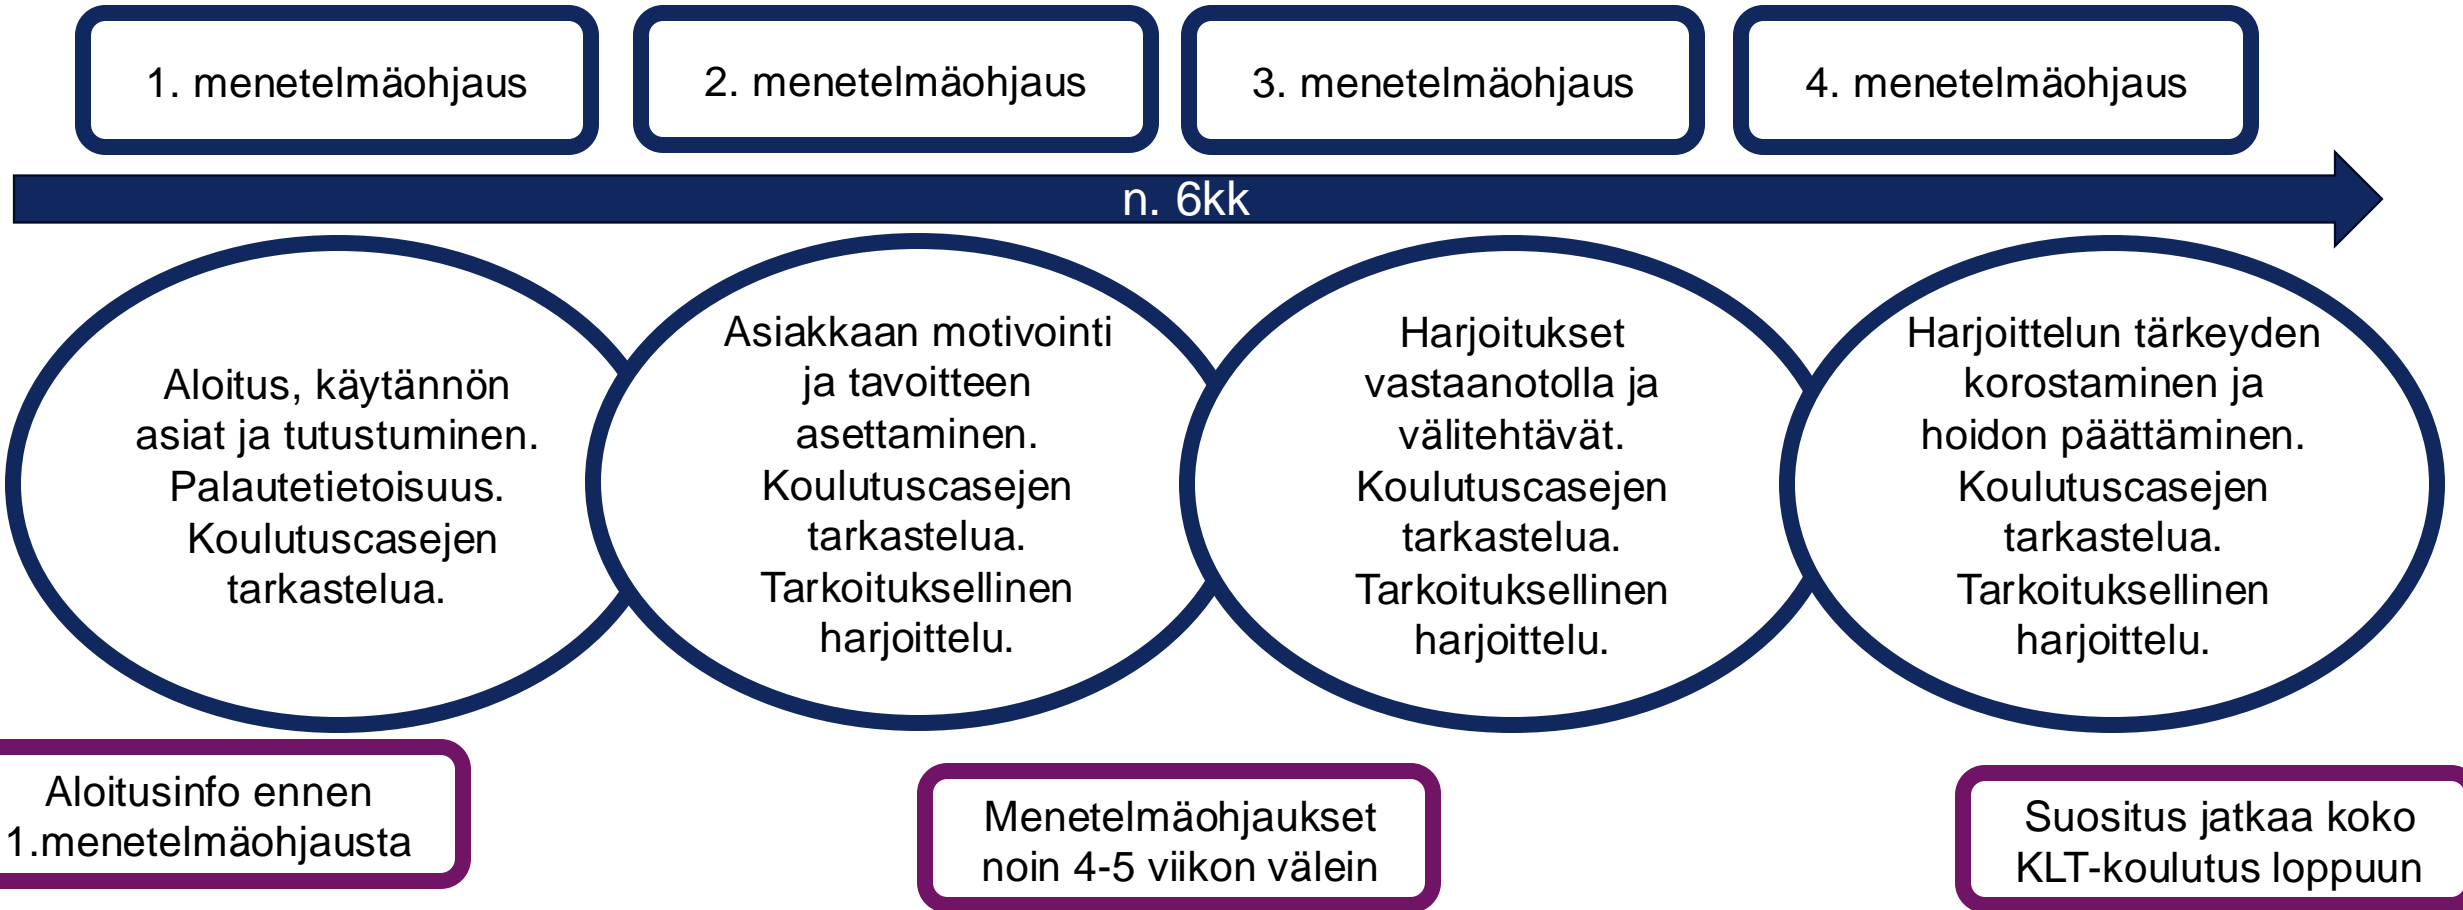 1. menetelmäohjaus
2. menetelmäohjaus
3. menetelmäohjaus
4. menetelmäohjaus
n. 6kk
Aloitus, käytännön
asiat ja tutustuminen.
Palautetietoisuus.
Koulutuscasejen
tarkastelua.
Asiakkaan motivointi
ja tavoitteen
asettaminen.
Koulutuscasejen
tarkastelua.
Tarkoituksellinen
harjoittelu.
Harjoitukset
vastaanotolla ja
välitehtävät.
Koulutuscasejen
tarkastelua.
Tarkoituksellinen
harjoittelu.
Harjoittelun tärkeyden
korostaminen ja
hoidon päättäminen.
Koulutuscasejen
tarkastelua.
Tarkoituksellinen
harjoittelu.
Aloitusinfo ennen
1.menetelmäohjausta
Menetelmäohjaukset
noin 4-5 viikon välein
Suositus jatkaa koko
KLT-koulutus loppuun